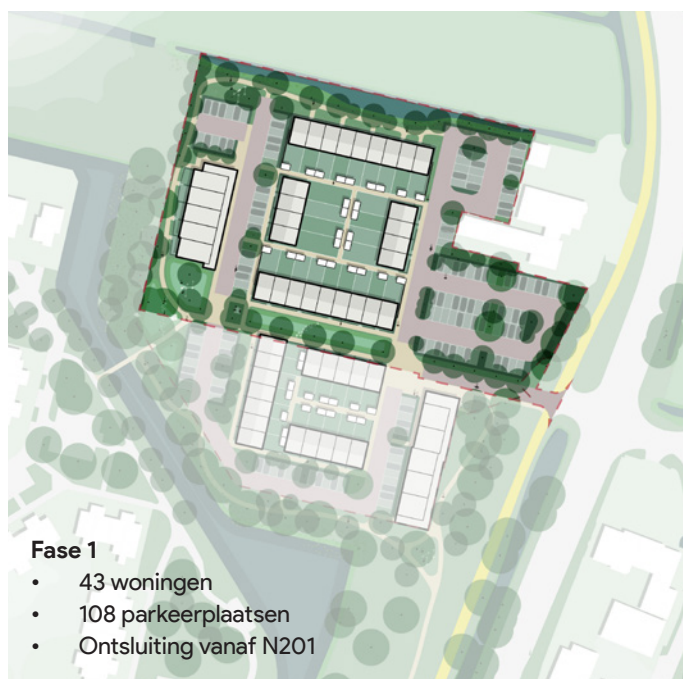 Fase 1
• 43 woningen
• 108 parkeerplaatsen
• Ontsluiting vanaf N201